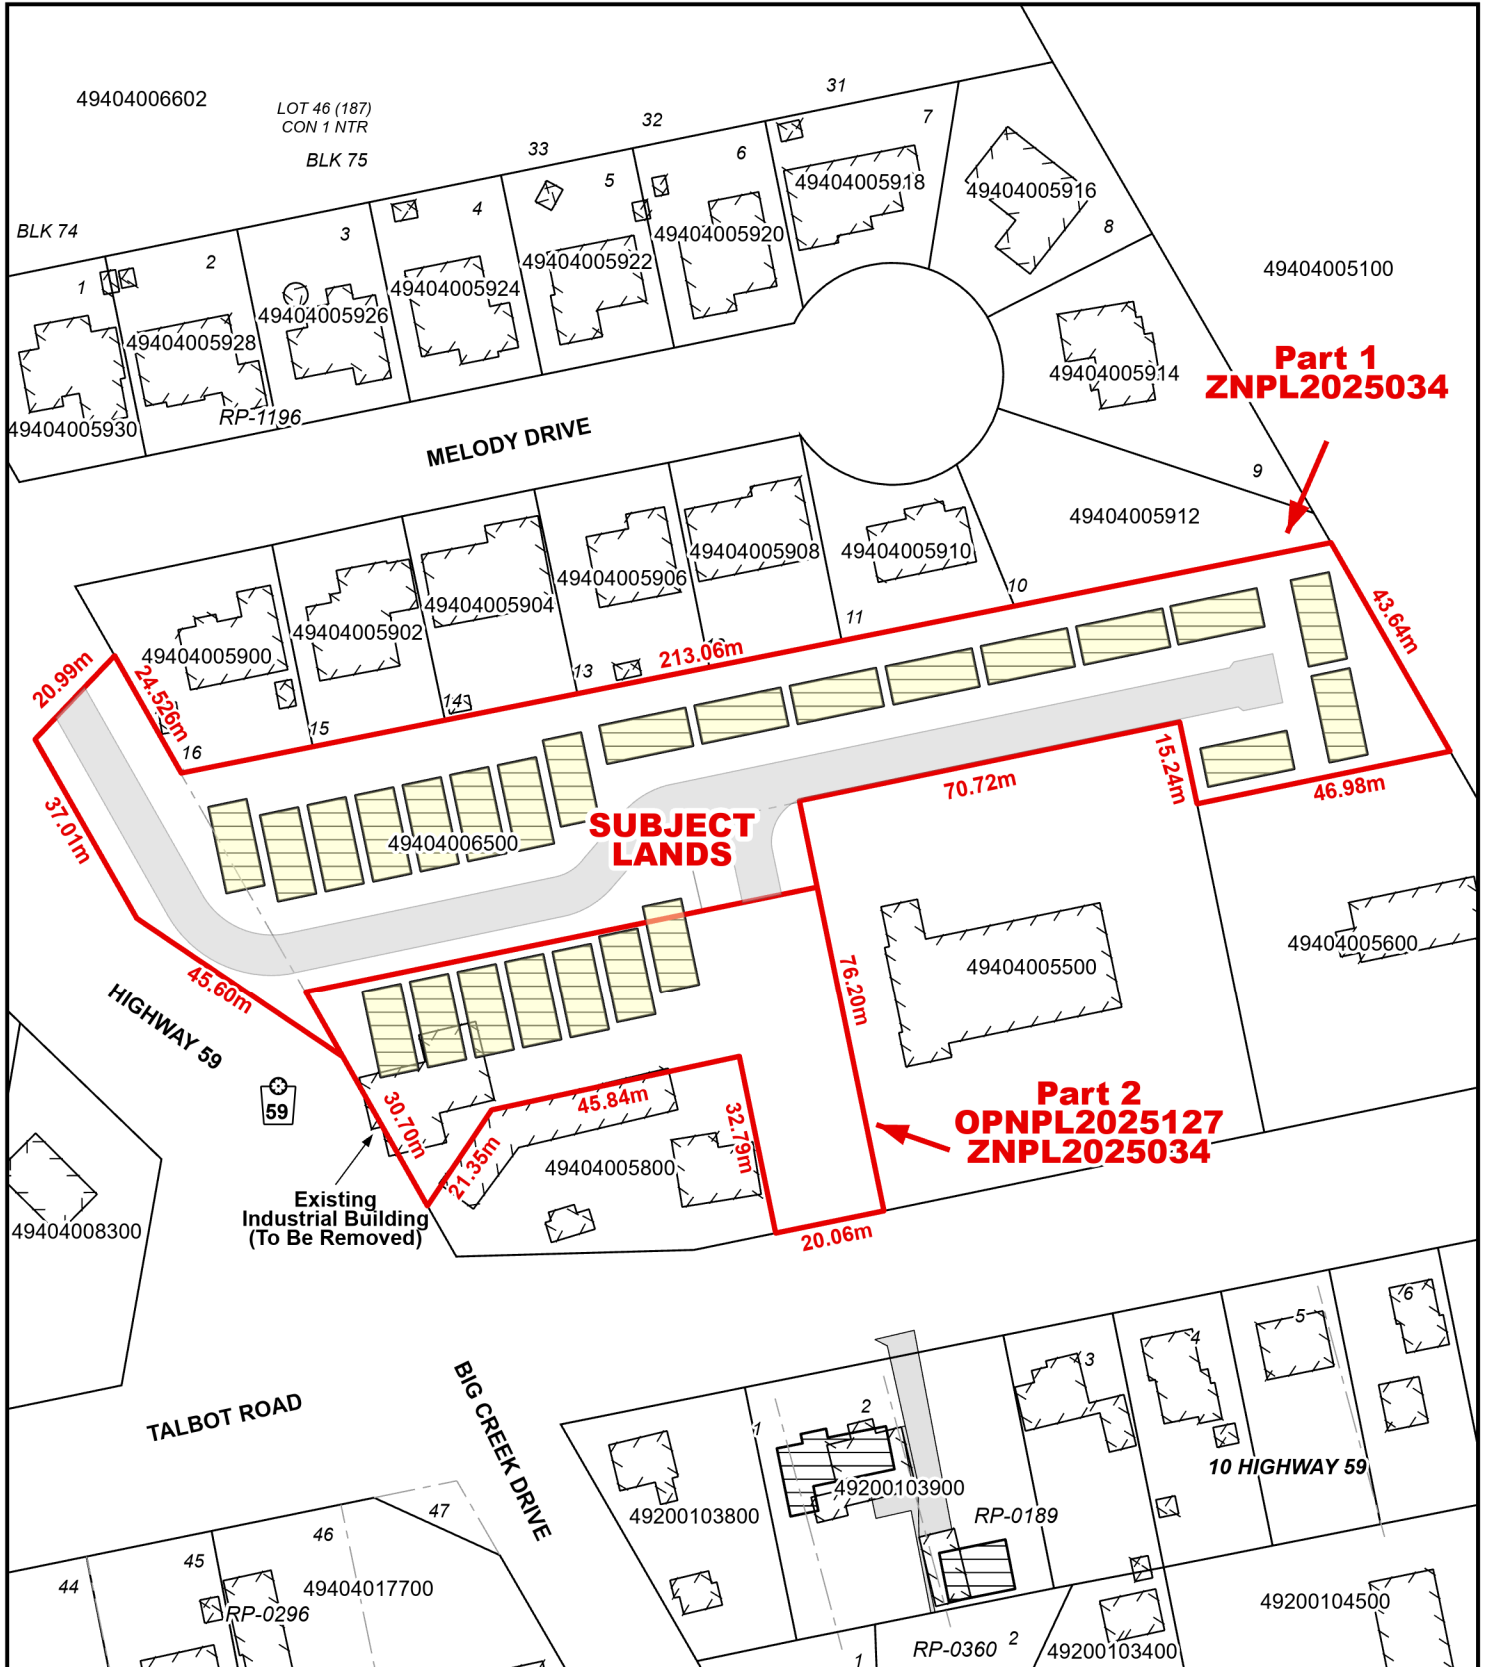 49404006602
LOT 46 (187)
CON 1 NTR
BLK 75
BLK 74
31
32
33
7
6
5
4
3
2
1
8
49404005918
49404005916
49404005920
49404005922
49404005924
49404005926
49404005928
49404005930
RP-1196
49404005100
49404005914
Part 1
ZNPL2025034
MELODY DRIVE
9
49404005912
49404005910
49404005908
49404005906
49404005904
49404005902
49404005900
10
11
13
14
15
16
213.06m
43.64m
20.99m
24.526m
37.01m
45.60m
15.24m
46.98m
70.72m
49404006500
SUBJECT
LANDS
49404005500
49404005600
76.20m
HIGHWAY 59
59
30.70m
45.84m
21.35m
32.79m
20.06m
49404005800
Part 2
OPNPL2025127
ZNPL2025034
Existing
Industrial Building
(To Be Removed)
49404008300
TALBOT ROAD
BIG CREEK DRIVE
1
2
3
4
5
6
10 HIGHWAY 59
49200103800
49200103900
RP-0189
47
46
45
44
49404017700
RP-0296
49200104500
RP-0360
2
1
49200103400